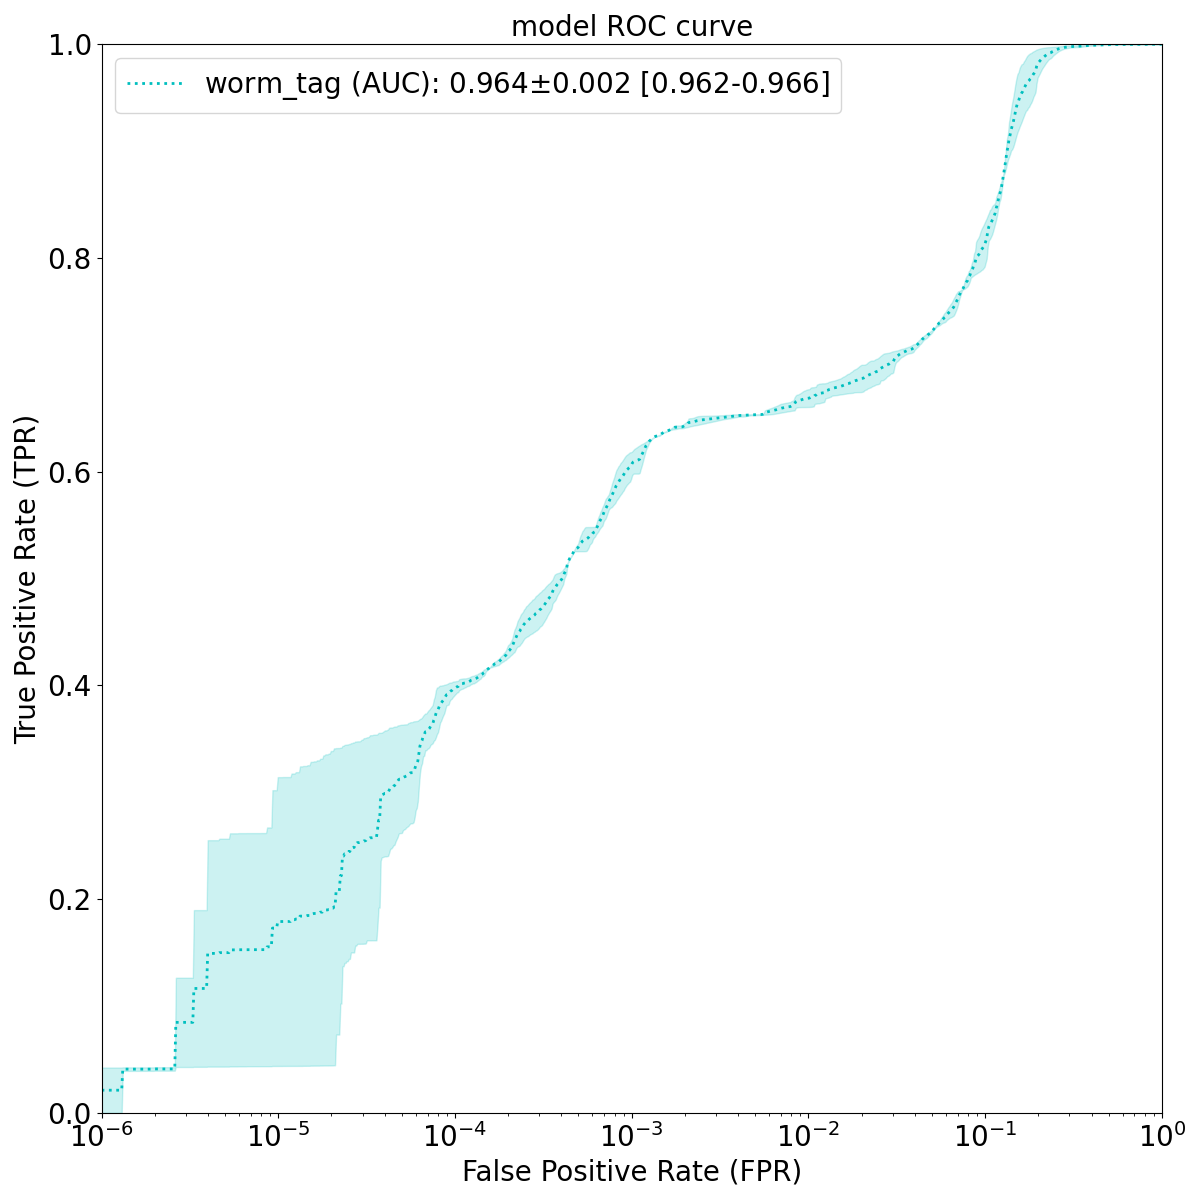 model ROC curve
worm_tag (AUC): 0.964±0.002 [0.962-0.966]
True Positive Rate (TPR)
1.0
0.8
0.6
0.4
0.2
0.0
10⁻⁶ 10⁻⁵ 10⁻⁴ 10⁻³ 10⁻² 10⁻¹ 10⁰
False Positive Rate (FPR)